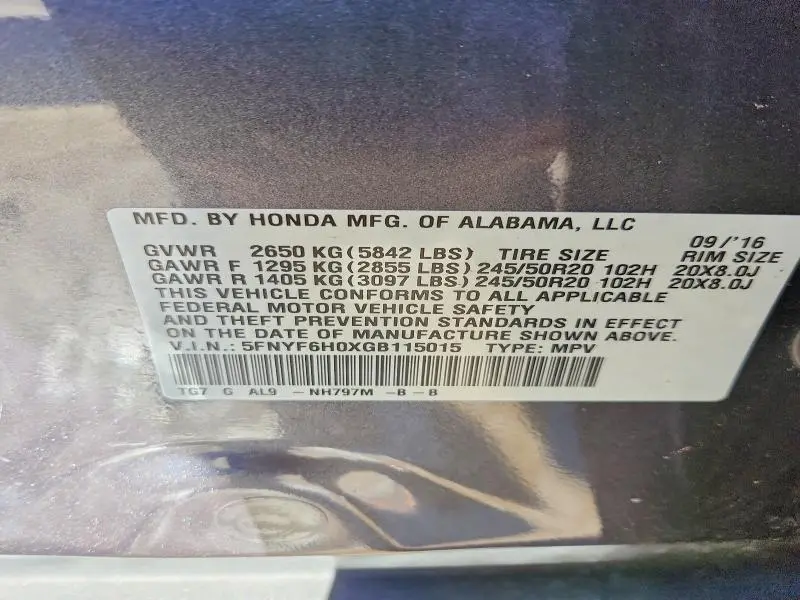 MFD. BY HONDA MFG. OF ALABAMA, LLC 09/'16
GVWR 2650 KG(5842 LBS) TIRE SIZE RIM SIZE
GAWR F 1295 KG(2855 LBS) 245/50R20 102H 20X8.0J
GAWR R 1405 KG(3097 LBS) 245/50R20 102H 20X8.0J
THIS VEHICLE CONFORMS TO ALL APPLICABLE
FEDERAL MOTOR VEHICLE SAFETY
AND THEFT PREVENTION STANDARDS IN EFFECT
ON THE DATE OF MANUFACTURE SHOWN ABOVE.
V.I.N.: 5FNYF6H0XGB115015 TYPE: MPV
TG7 G AL9 -NH797M -B-B